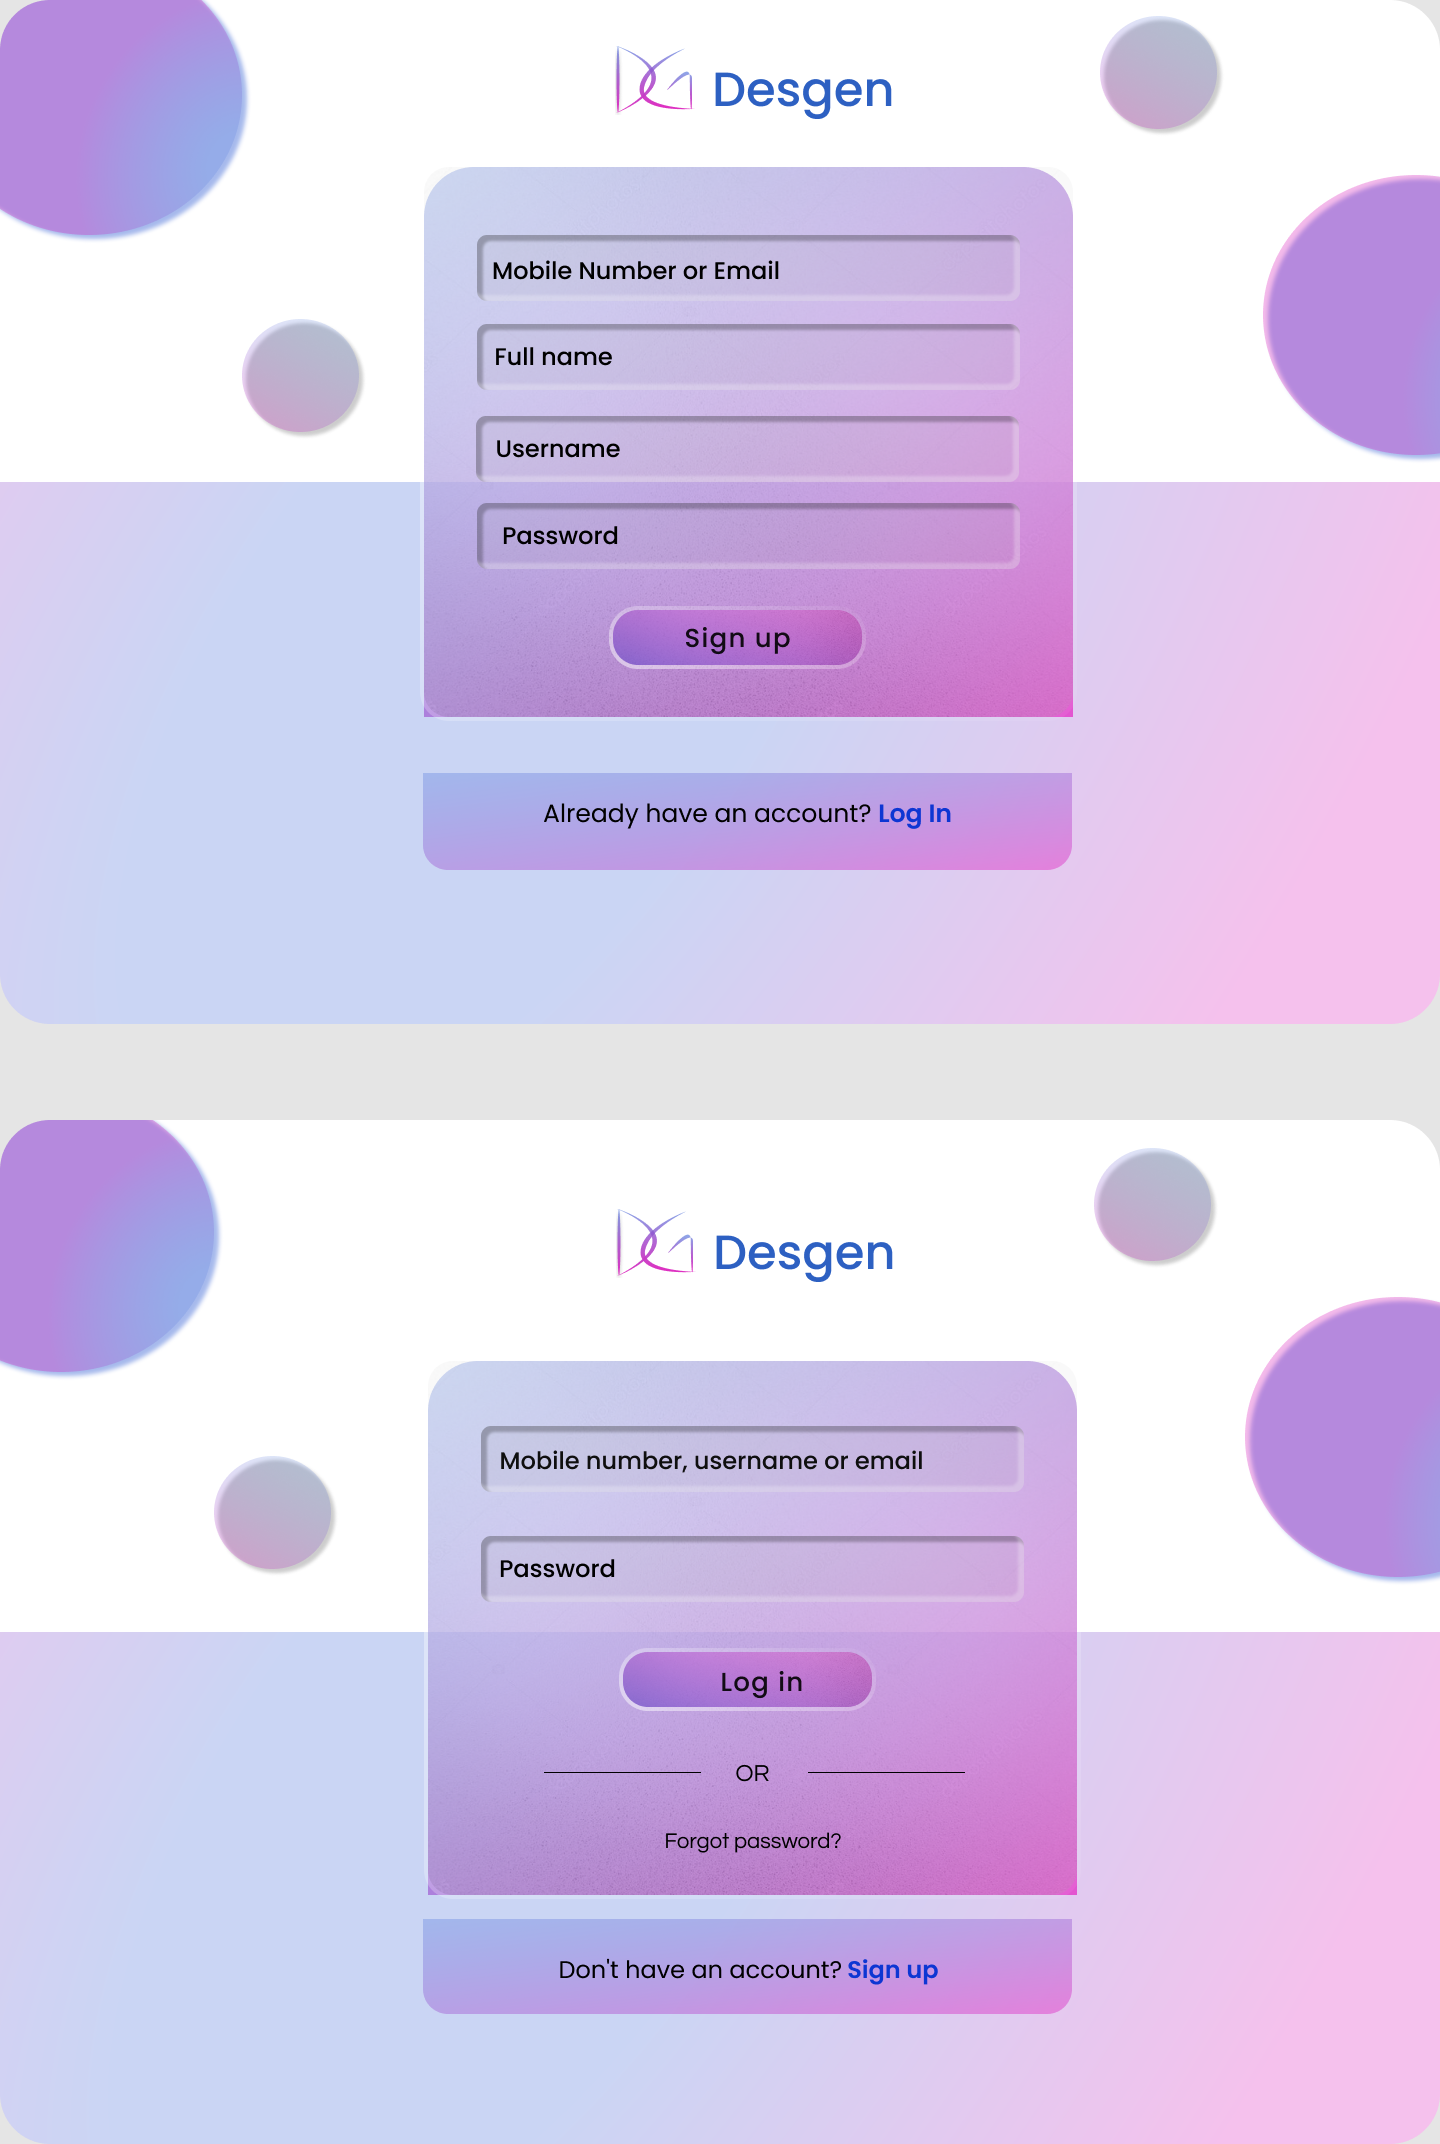 Desgen
Mobile Number or Email
Full name
Username
Password
Sign up
Already have an account? Log In
Desgen
Mobile number, username or email
Password
Log in
OR
Forgot password?
Don't have an account? Sign up